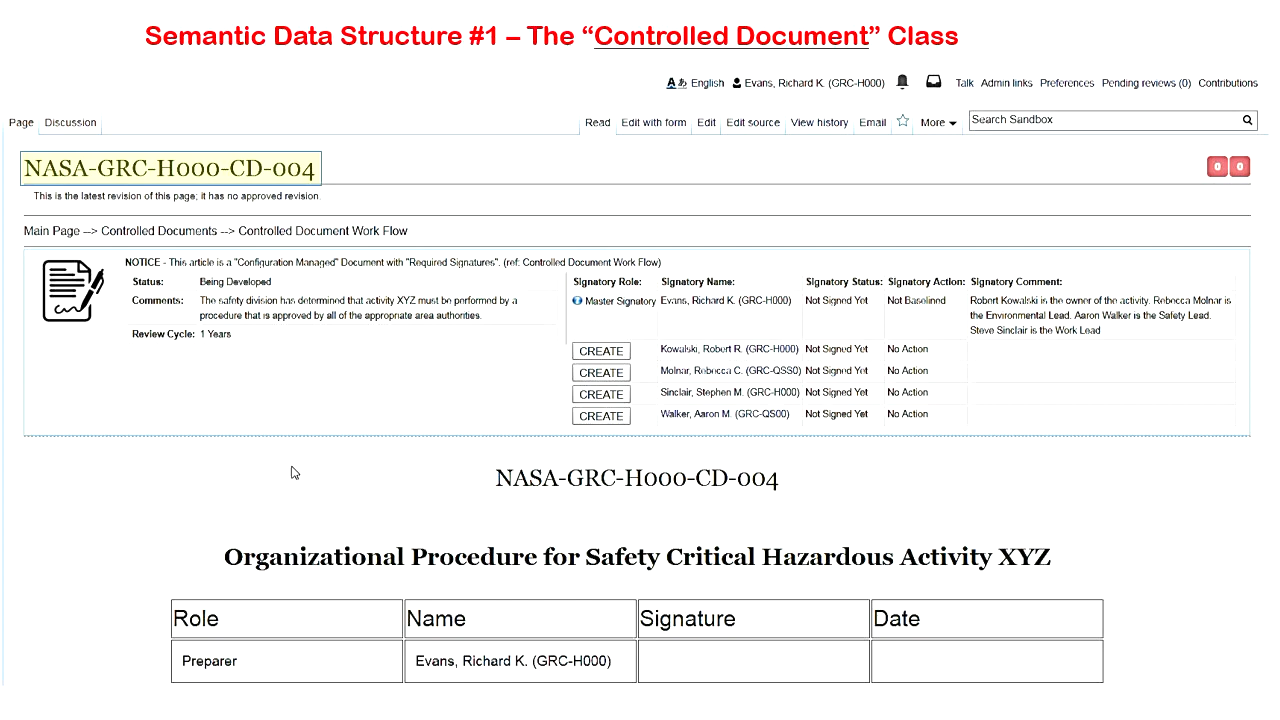 Semantic Data Structure #1 – The “Controlled Document” Class
English Evans, Richard K. (GRC-H000) Talk Admin links Preferences Pending reviews (0) Contributions
Page Discussion Read Edit with form Edit Edit source View history Email More Search Sandbox
NASA-GRC-H000-CD-004
0 0
This is the latest revision of this page; it has no approved revision.
Main Page --> Controlled Documents --> Controlled Document Work Flow
NOTICE - This article is a "Configuration Managed" Document with "Required Signatures". (ref: Controlled Document Work Flow)
Status: Being Developed
Comments: The safety division has determined that activity XYZ must be performed by a
procedure that is approved by all of the appropriate area authorities.
Review Cycle: 1 Years
Signatory Role: Signatory Name: Signatory Status: Signatory Action: Signatory Comment:
Master Signatory Evans, Richard K. (GRC-H000) Not Signed Yet Not Baselined Robert Kowalski is the owner of the activity. Rebecca Molnar is
the Environmental Lead. Aaron Walker is the Safety Lead.
Steve Sinclair is the Work Lead
CREATE Kowalski, Robert R. (GRC-H000) Not Signed Yet No Action
CREATE Molnar, Rebecca C. (GRC-QSS0) Not Signed Yet No Action
CREATE Sinclair, Stephen M. (GRC-H000) Not Signed Yet No Action
CREATE Walker, Aaron M. (GRC-QS00) Not Signed Yet No Action
NASA-GRC-H000-CD-004
Organizational Procedure for Safety Critical Hazardous Activity XYZ
Role Name Signature Date
Preparer Evans, Richard K. (GRC-H000)